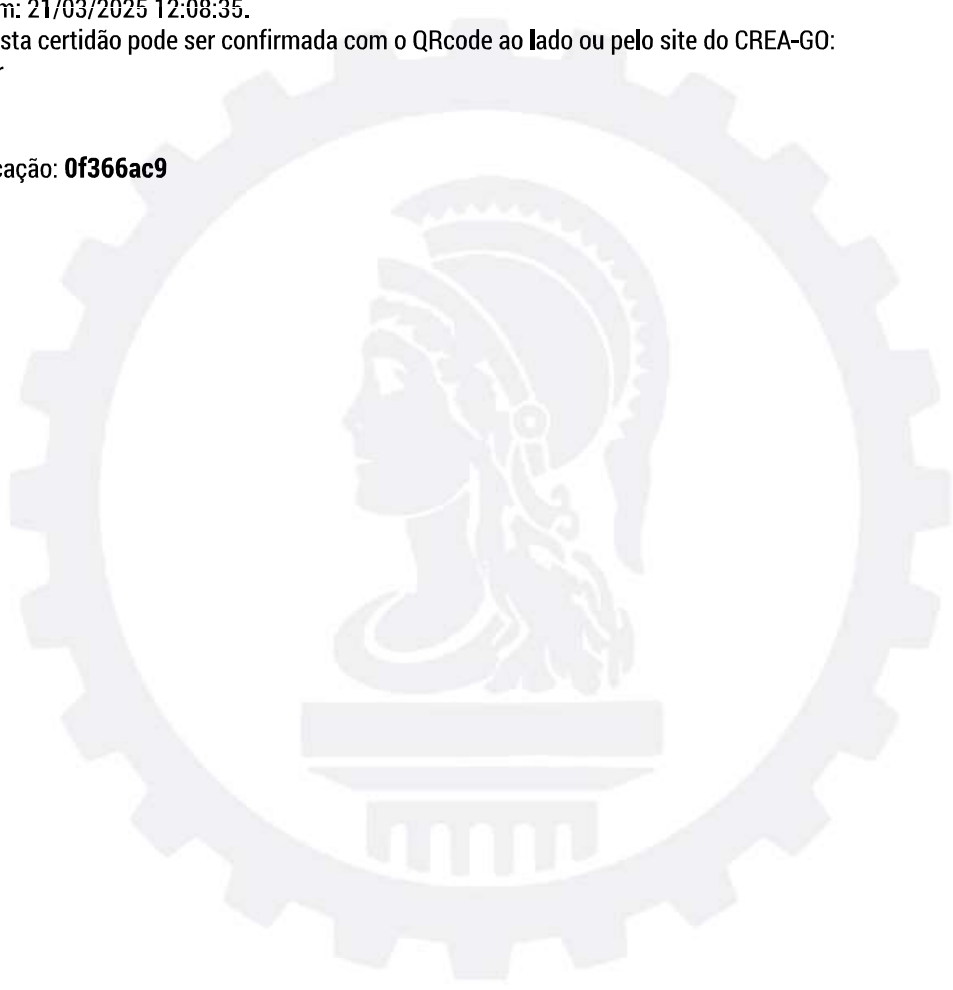 m: 21/03/2025 12:08:35.
sta certidão pode ser confirmada com o QRcode ao lado ou pelo site do CREA-GO:
r
cação: 0f366ac9